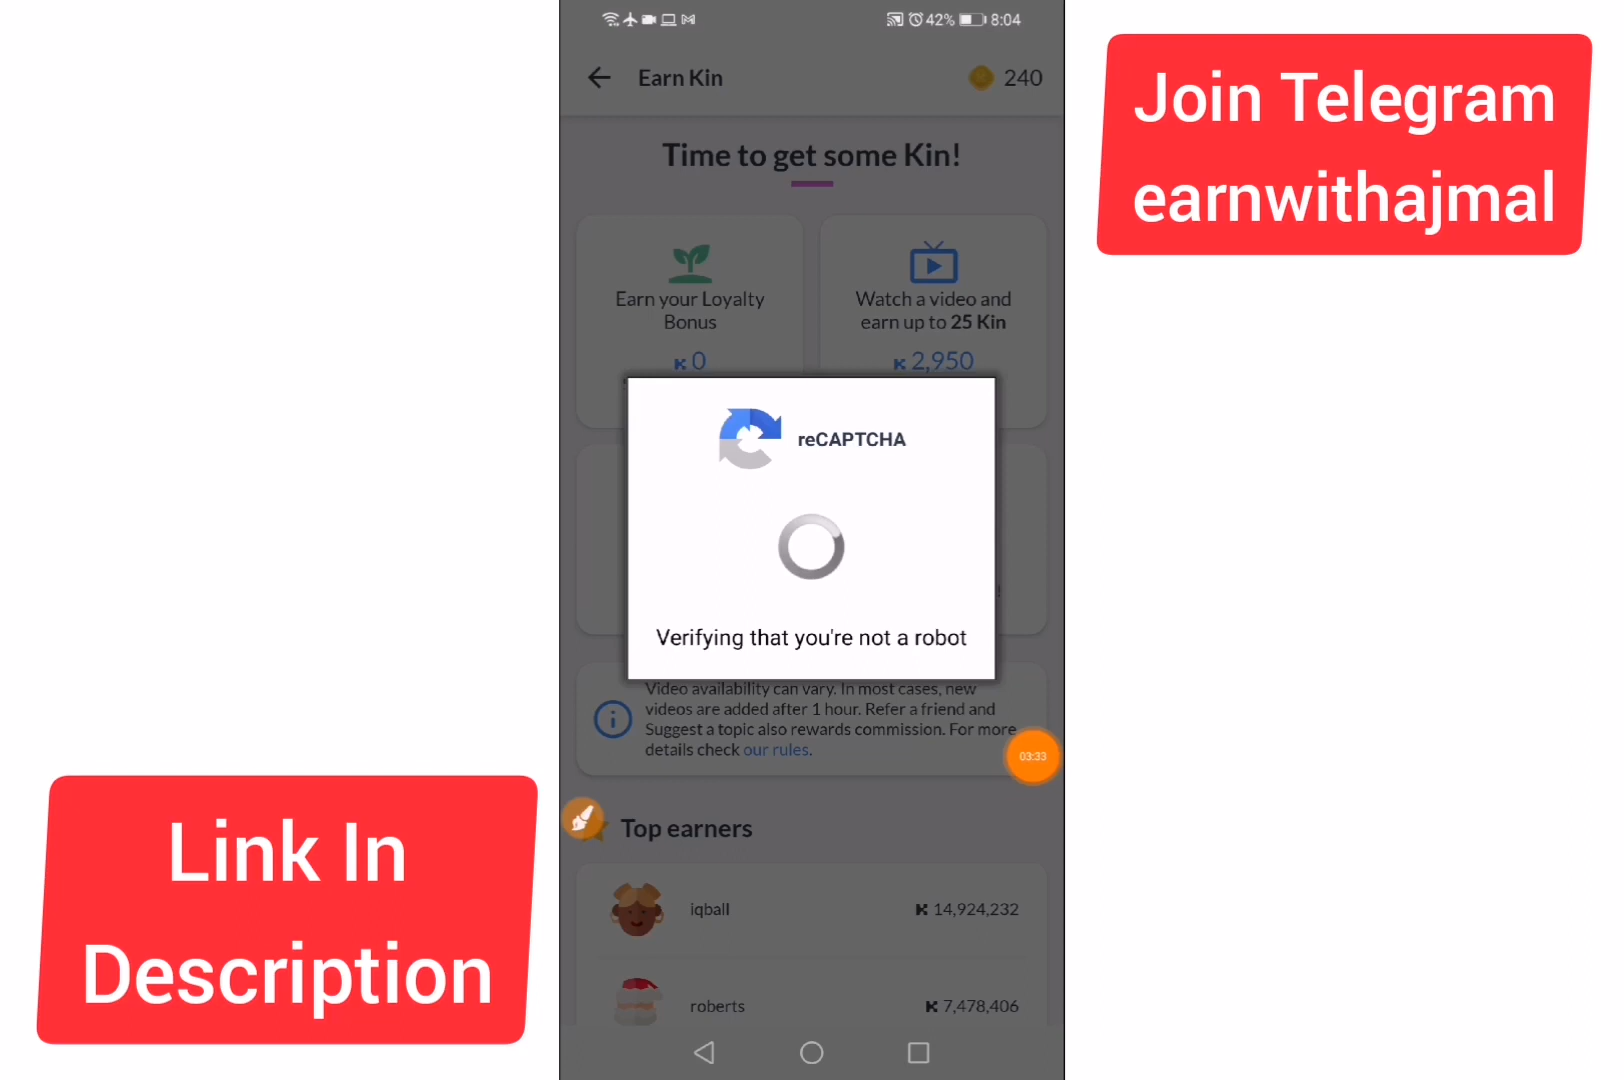 42% 8:04
Earn Kin
240
Join Telegram
earnwithajmal
Time to get some Kin!
Earn your Loyalty
Bonus
0
Watch a video and
earn up to 25 Kin
2,950
reCAPTCHA
Verifying that you're not a robot
!
Video availability can vary. In most cases, new
videos are added after 1 hour. Refer a friend and
Suggest a topic also rewards commission. For more
details check our rules.
03:33
Link In
Description
Top earners
iqball
K 14,924,232
roberts
K 7,478,406